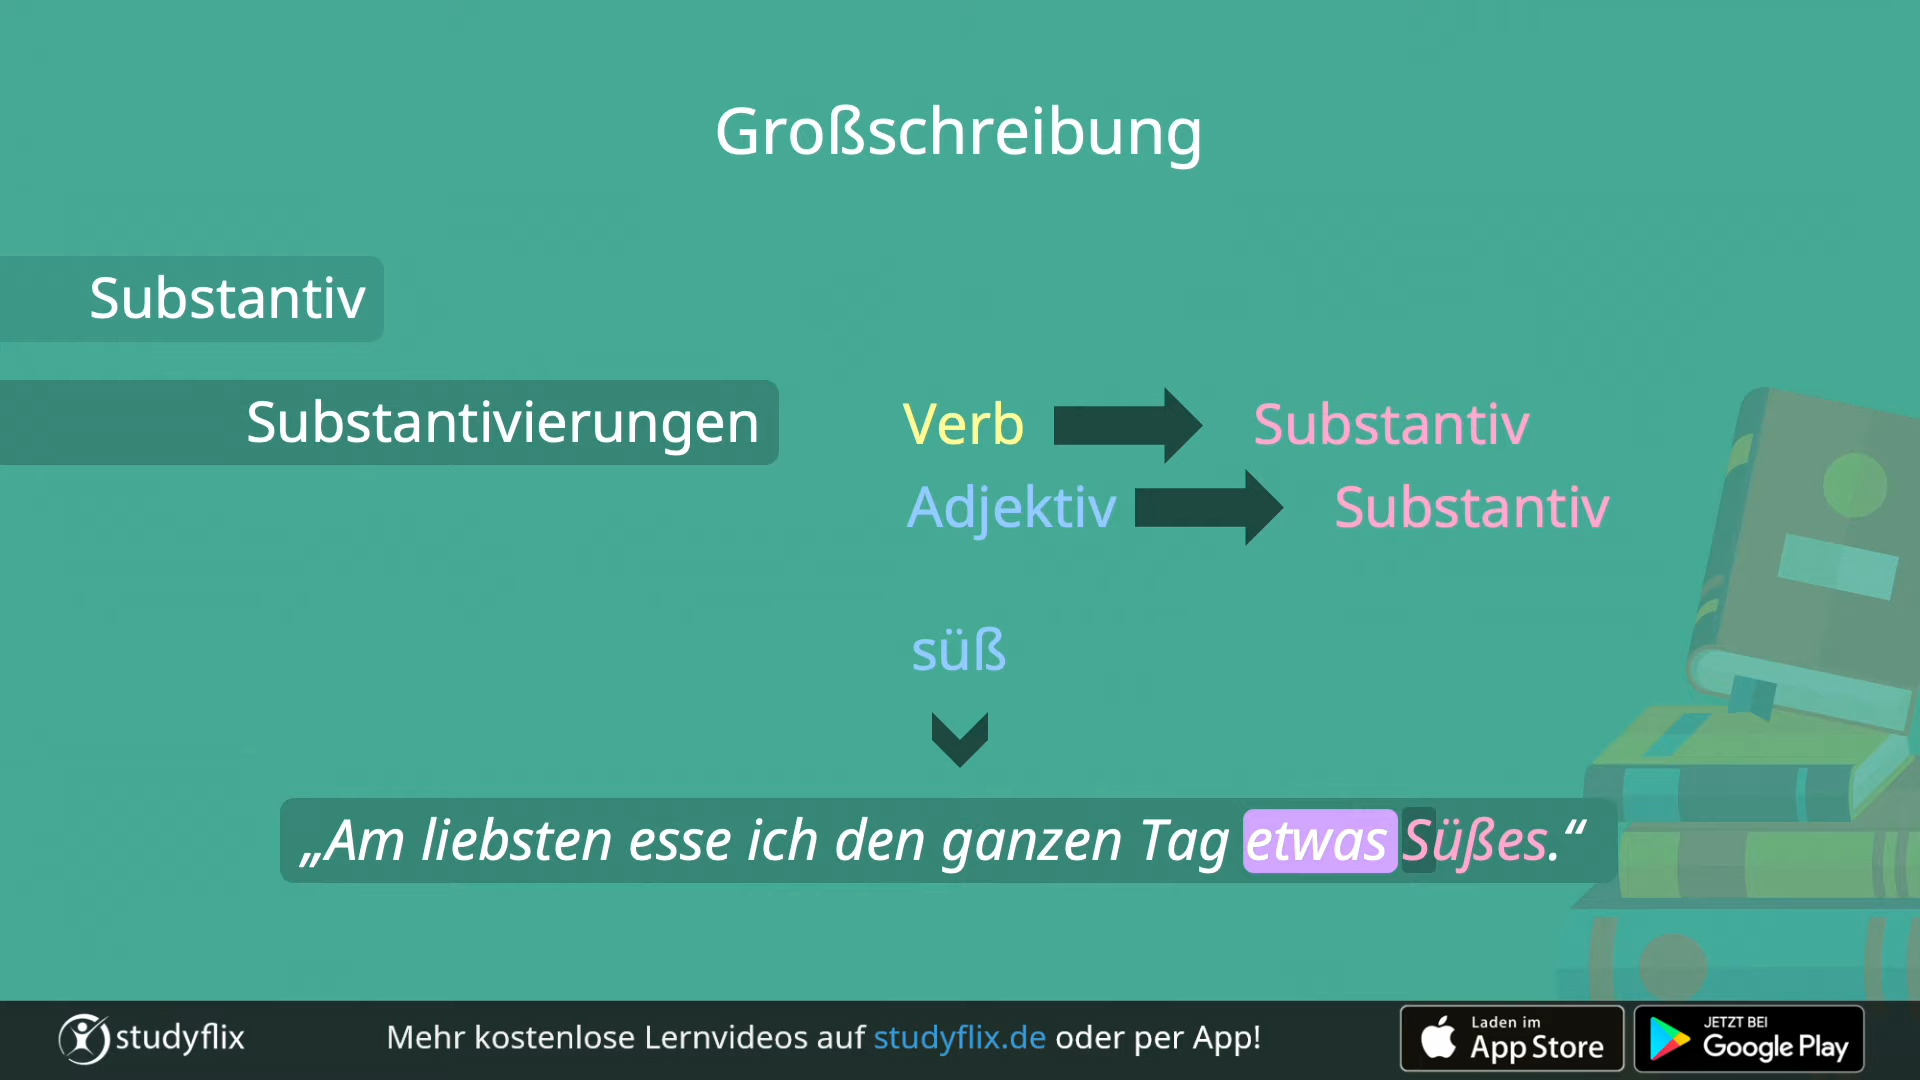 Großschreibung
Substantiv
Substantivierungen
Verb Substantiv
Adjektiv Substantiv
süß
„Am liebsten esse ich den ganzen Tag etwas Süßes.“
studyflix
Mehr kostenlose Lernvideos auf studyflix.de oder per App!
Laden im
App Store
JETZT BEI
Google Play